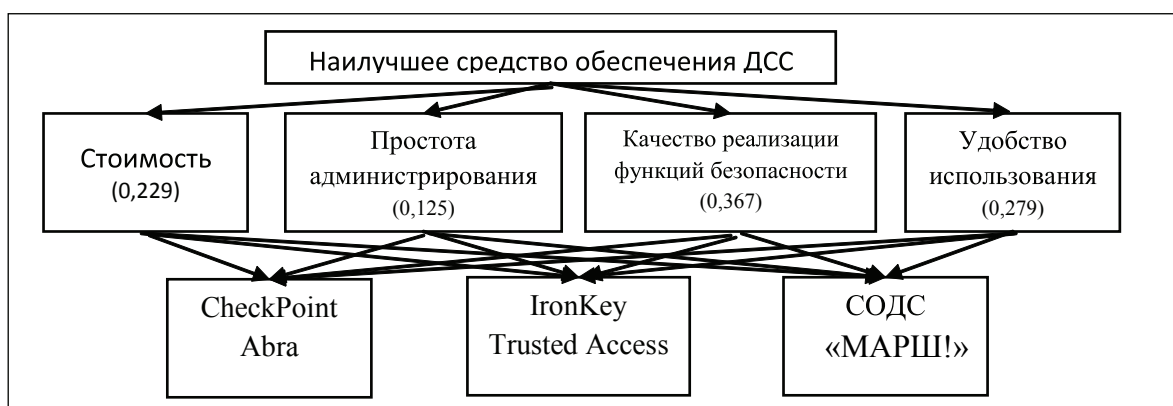 Наилучшее средство обеспечения ДСС
Стоимость
(0,229)
Простота
администрирования
(0,125)
Качество реализации
функций безопасности
(0,367)
Удобство
использования
(0,279)
CheckPoint
Abra
IronKey
Trusted Access
СОДС
«МАРШ!»